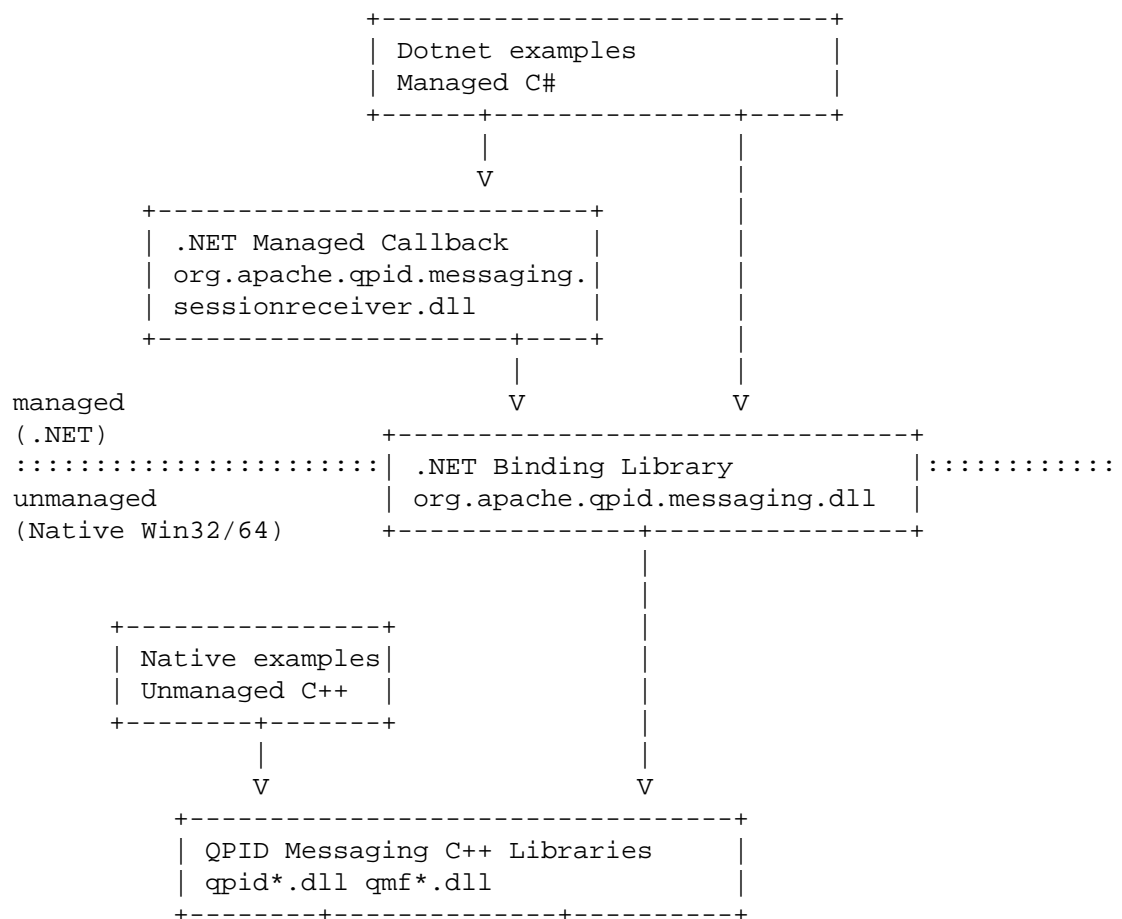 Dotnet examples
Managed C#
V
.NET Managed Callback
org.apache.qpid.messaging.
sessionreceiver.dll
managed
V V
(.NET)
.NET Binding Library
unmanaged
org.apache.qpid.messaging.dll
(Native Win32/64)
Native examples
Unmanaged C++
V V
QPID Messaging C++ Libraries
qpid*.dll qmf*.dll